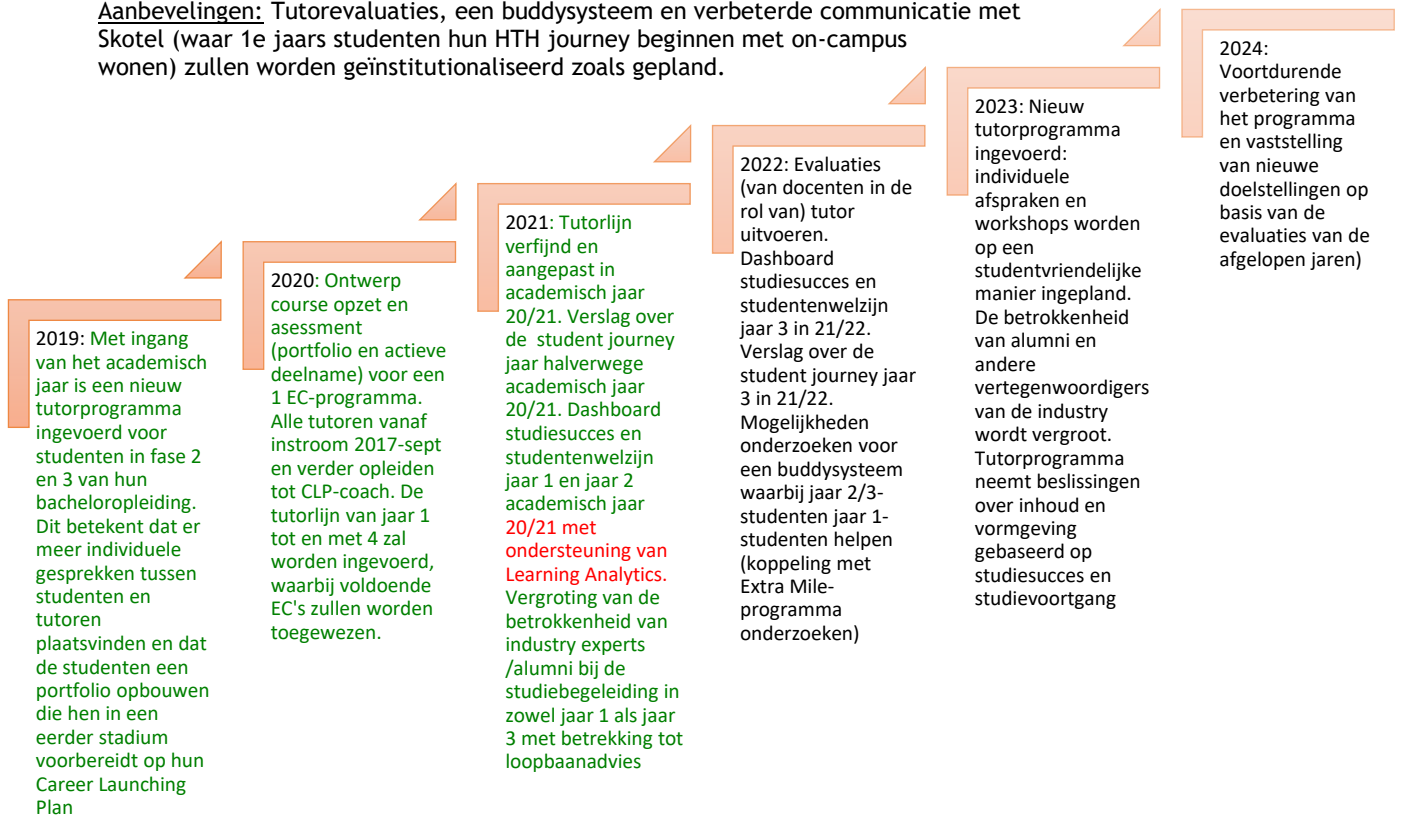 Aanbevelingen: Tutorevaluaties, een buddysysteem en verbeterde communicatie met
Skotel (waar 1e jaars studenten hun HTH journey beginnen met on-campus
wonen) zullen worden geïnstitutionaliseerd zoals gepland.
2019: Met ingang
van het academisch
jaar is een nieuw
tutorprogramma
ingevoerd voor
studenten in fase 2
en 3 van hun
bacheloropleiding.
Dit betekent dat er
meer individuele
gesprekken tussen
studenten en
tutoren
plaatsvinden en dat
de studenten een
portfolio opbouwen
die hen in een
eerder stadium
voorbereidt op hun
Career Launching
Plan
2020: Ontwerp
course opzet en
asessment
(portfolio en actieve
deelname) voor een
1 EC-programma.
Alle tutoren vanaf
instroom 2017-sept
en verder opleiden
tot CLP-coach. De
tutorlijn van jaar 1
tot en met 4 zal
worden ingevoerd,
waarbij voldoende
EC's zullen worden
toegewezen.
2021: Tutorlijn
verfijnd en
aangepast in
academisch jaar
20/21. Verslag over
de student journey
jaar halverwege
academisch jaar
20/21. Dashboard
studiesucces en
studentenwelzijn
jaar 1 en jaar 2
academisch jaar
20/21 met
ondersteuning van
Learning Analytics.
Vergroting van de
betrokkenheid van
industry experts
/alumni bij de
studiebegeleiding in
zowel jaar 1 als jaar
3 met betrekking tot
loopbaanadvies
2022: Evaluaties
(van docenten in de
rol van) tutor
uitvoeren.
Dashboard
studiesucces en
studentenwelzijn
jaar 3 in 21/22.
Verslag over de
student journey jaar
3 in 21/22.
Mogelijkheden
onderzoeken voor
een buddysysteem
waarbij jaar 2/3-
studenten jaar 1-
studenten helpen
(koppeling met
Extra Mile-
programma
onderzoeken)
2023: Nieuw
tutorprogramma
ingevoerd:
individuele
afspraken en
workshops worden
op een
studentvriendelijke
manier ingepland.
De betrokkenheid
van alumni en
andere
vertegenwoordigers
van de industry
wordt vergroot.
Tutorprogramma
neemt beslissingen
over inhoud en
vormgeving
gebaseerd op
studiesucces en
studievoortgang
2024:
Voortdurende
verbetering van
het programma
en vaststelling
van nieuwe
doelstellingen op
basis van de
evaluaties van de
afgelopen jaren)